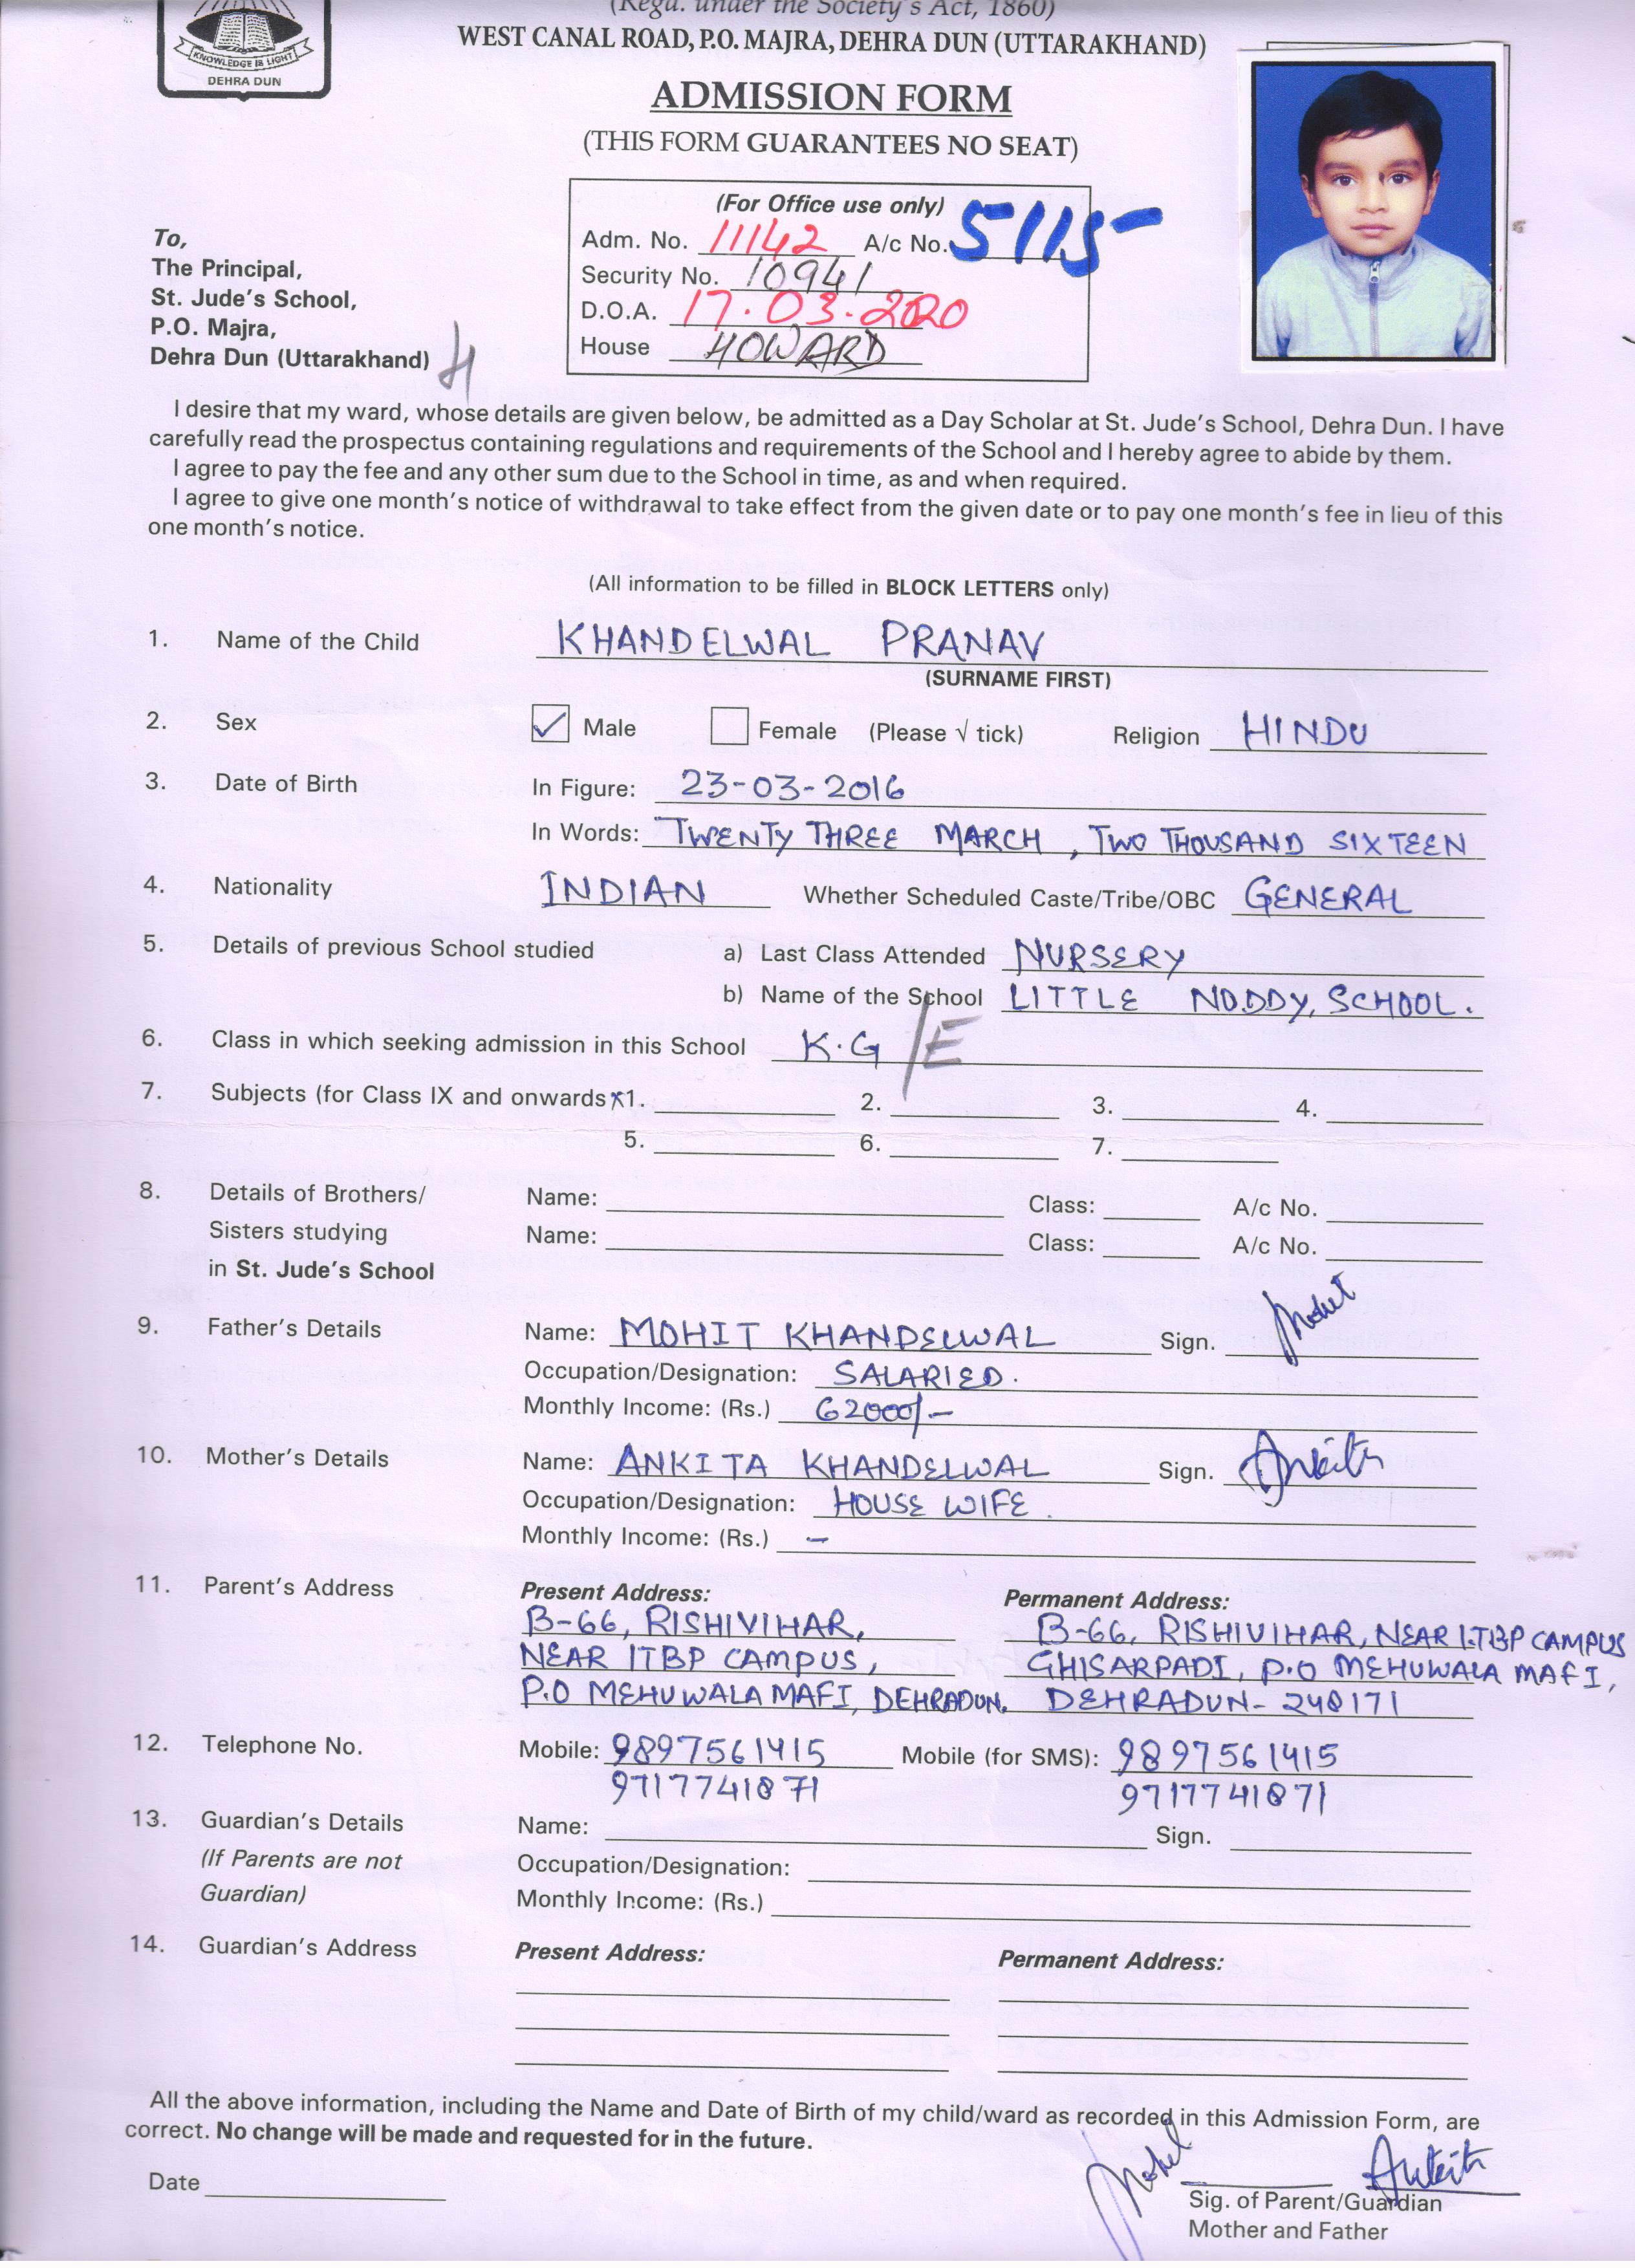 (Regd. under the Society's Act, 1860)
WEST CANAL ROAD, P.O. MAJRA, DEHRA DUN (UTTARAKHAND)
KNOWLEDGE IS LIGHT
DEHRA DUN
ADMISSION FORM
(THIS FORM GUARANTEES NO SEAT)
(For Office use only)
Adm. No. 11142 A/c No. 5115
Security No. 10941
D.O.A. 17.03.2020
House HOWARD
To,
The Principal,
St. Jude's School,
P.O. Majra,
Dehra Dun (Uttarakhand) H
I desire that my ward, whose details are given below, be admitted as a Day Scholar at St. Jude's School, Dehra Dun. I have
carefully read the prospectus containing regulations and requirements of the School and I hereby agree to abide by them.
I agree to pay the fee and any other sum due to the School in time, as and when required.
I agree to give one month's notice of withdrawal to take effect from the given date or to pay one month's fee in lieu of this
one month's notice.
(All information to be filled in BLOCK LETTERS only)
1. Name of the Child KHANDELWAL PRANAV
(SURNAME FIRST)
2. Sex ✓ Male Female (Please √ tick) Religion HINDU
3. Date of Birth In Figure: 23-03-2016
In Words: TWENTY THREE MARCH, TWO THOUSAND SIXTEEN
4. Nationality INDIAN Whether Scheduled Caste/Tribe/OBC GENERAL
5. Details of previous School studied a) Last Class Attended NURSERY
b) Name of the School LITTLE NODDY, SCHOOL.
6. Class in which seeking admission in this School K.G /E
7. Subjects (for Class IX and onwards x1. 2. 3. 4.
5. 6. 7.
8. Details of Brothers/ Name: Class: A/c No.
Sisters studying Name: Class: A/c No.
in St. Jude's School
9. Father's Details Name: MOHIT KHANDELWAL Sign. Mohit
Occupation/Designation: SALARIED.
Monthly Income: (Rs.) 62000/-
10. Mother's Details Name: ANKITA KHANDELWAL Sign. Ankita
Occupation/Designation: HOUSE WIFE.
Monthly Income: (Rs.) -
11. Parent's Address Present Address: Permanent Address:
B-66, RISHIVIHAR, B-66, RISHIVIHAR, NEAR I.TBP CAMPUS
NEAR ITBP CAMPUS, GHISARPADI, P.O MEHUWALA MAFI,
P.O MEHUWALA MAFI, DEHRADUN. DEHRADUN-248171
12. Telephone No. Mobile: 9897561415 Mobile (for SMS): 9897561415
9717741871 9717741871
13. Guardian's Details Name: Sign.
(If Parents are not Occupation/Designation:
Guardian) Monthly Income: (Rs.)
14. Guardian's Address Present Address: Permanent Address:
All the above information, including the Name and Date of Birth of my child/ward as recorded in this Admission Form, are
correct. No change will be made and requested for in the future.
Mohit Ankita
Date Sig. of Parent/Guardian
Mother and Father